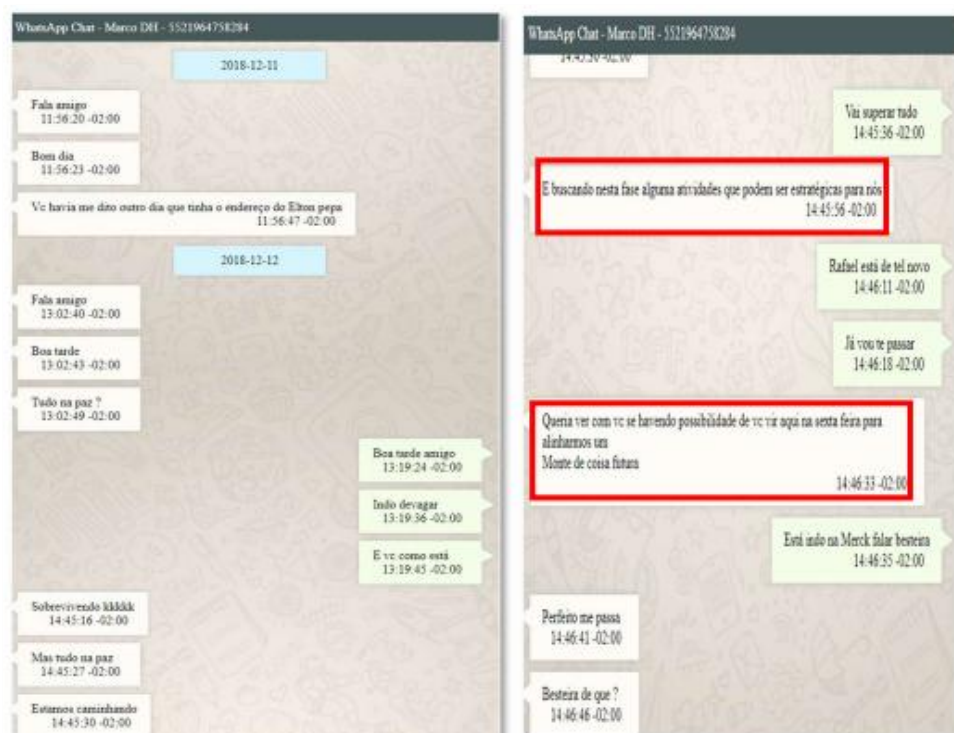 WhatsApp Chat - Marco DH - 5521964758284
2018-12-11
Fala amigo
11:56:20 -02:00
Bom dia
11:56:23 -02:00
Vc havia me dito outro dia que tinha o endereço do Elton pepa
11:56:47 -02:00
2018-12-12
Fala amigo
13:02:40 -02:00
Boa tarde
13:02:43 -02:00
Tudo na paz ?
13:02:49 -02:00
Boa tarde amigo
13:19:24 -02:00
Indo devagar
13:19:36 -02:00
E vc como está
13:19:45 -02:00
Sobrevivendo kkkkk
14:45:16 -02:00
Mas tudo na paz
14:45:27 -02:00
Estamos caminhando
14:45:30 -02:00
WhatsApp Chat - Marco DH - 5521964758284
14:45:30 -02:00
Vai superar tudo
14:45:36 -02:00
E buscando nesta fase alguma atividades que podem ser estratégicas para nós
14:45:56 -02:00
Rafael está de tel novo
14:46:11 -02:00
Já vou te passar
14:46:18 -02:00
Queria ver com vc se havendo possibilidade de vc vir aqui na sexta feira para
alinharmos um
Monte de coisa futura
14:46:33 -02:00
Está indo na Merck falar besteira
14:46:35 -02:00
Perfeito me passa
14:46:41 -02:00
Besteira de que ?
14:46:46 -02:00